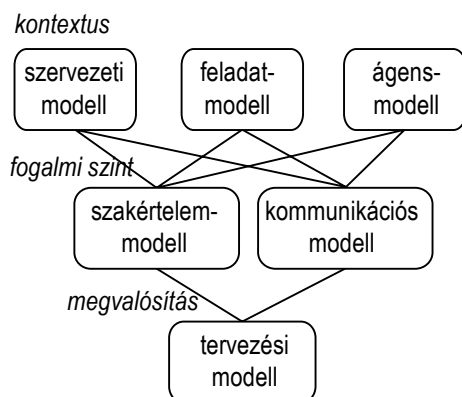 kontextus
szervezeti
modell
feladat-
modell
ágens-
modell
fogalmi szint
szakértelem-
modell
kommunikációs
modell
megvalósítás
tervezési
modell